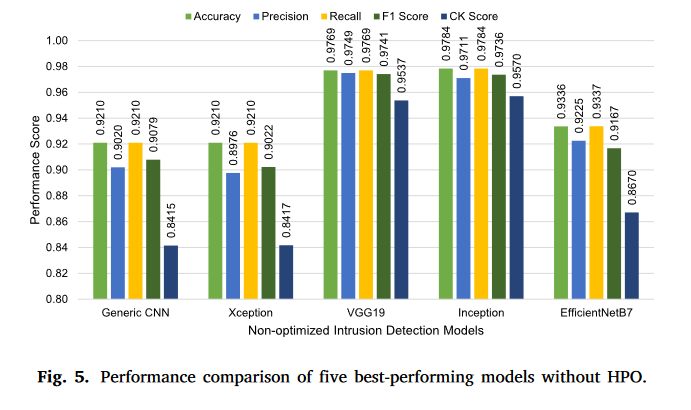 Accuracy Precision Recall F1 Score CK Score
Performance Score
1.00
0.98
0.96
0.94
0.92
0.90
0.88
0.86
0.84
0.82
0.80
0.9210 0.9020 0.9210 0.9079 0.8415
0.9210 0.8976 0.9210 0.9022 0.8417
0.9769 0.9749 0.9769 0.9741 0.9537
0.9784 0.9711 0.9784 0.9736 0.9570
0.9336 0.9225 0.9337 0.9167 0.8670
Generic CNN Xception VGG19 Inception EfficientNetB7
Non-optimized Intrusion Detection Models
Fig. 5. Performance comparison of five best-performing models without HPO.